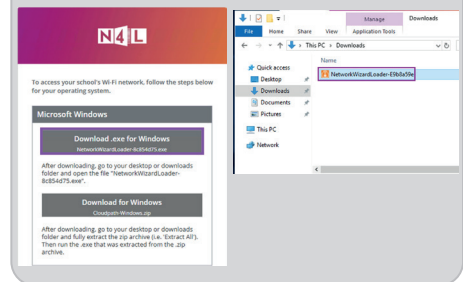 N4L
To access your school's Wi-Fi network, follow the steps below
for your operating system.
Microsoft Windows
Download .exe for Windows
NetworkWizardLoader-8c854d75.exe
After downloading, go to your desktop or downloads
folder and open the file "NetworkWizardLoader-
8c854d75.exe".
Download for Windows
Cloudpath-Windows.zip
After downloading, go to your desktop or downloads
folder and fully extract the zip archive (i.e. 'Extract All').
Then run the .exe that was extracted from the .zip
archive.
Manage
Downloads
File
Home
Share
View
Application Tools
This PC
Downloads
Name
Quick access
Desktop
Downloads
Documents
Pictures
This PC
Network
NetworkWizardLoader-E9b8a59e